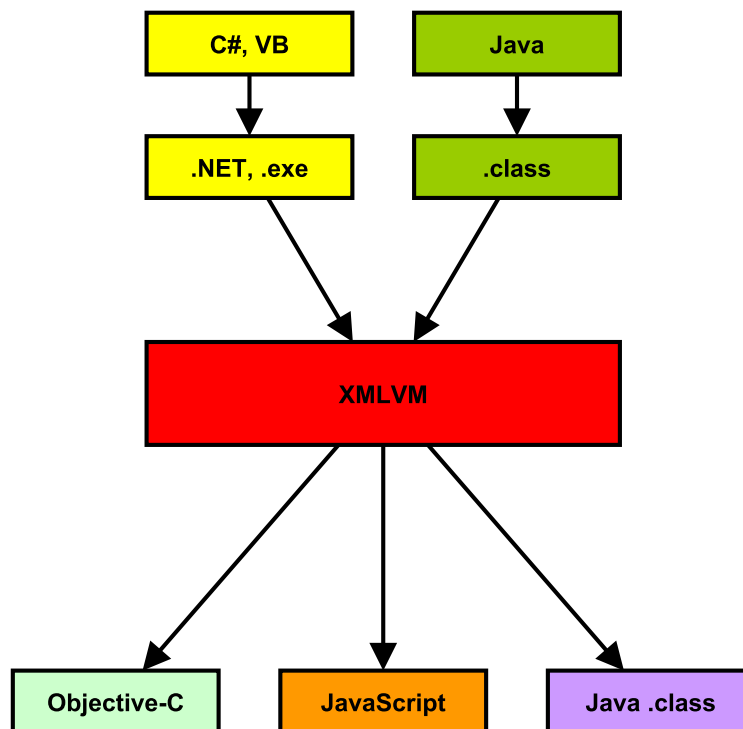 C#, VB
Java
.NET, .exe
.class
XMLVM
Objective-C
JavaScript
Java .class